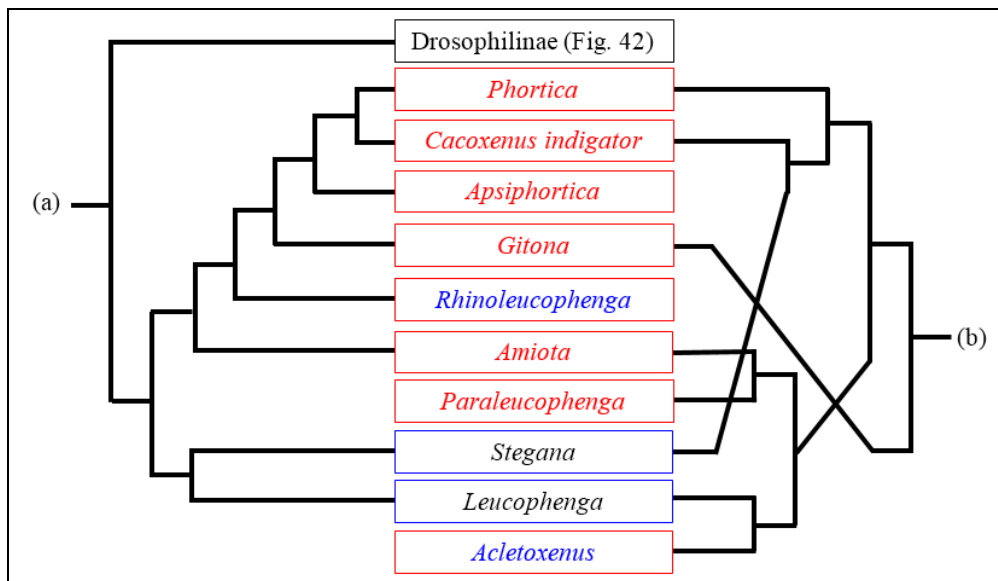 Drosophilinae (Fig. 42)
Phortica
Cacoxenus indigator
Apsiphortica
(a)
Gitona
Rhinoleucophenga
(b)
Amiota
Paraleucophenga
Stegana
Leucophenga
Acletoxenus